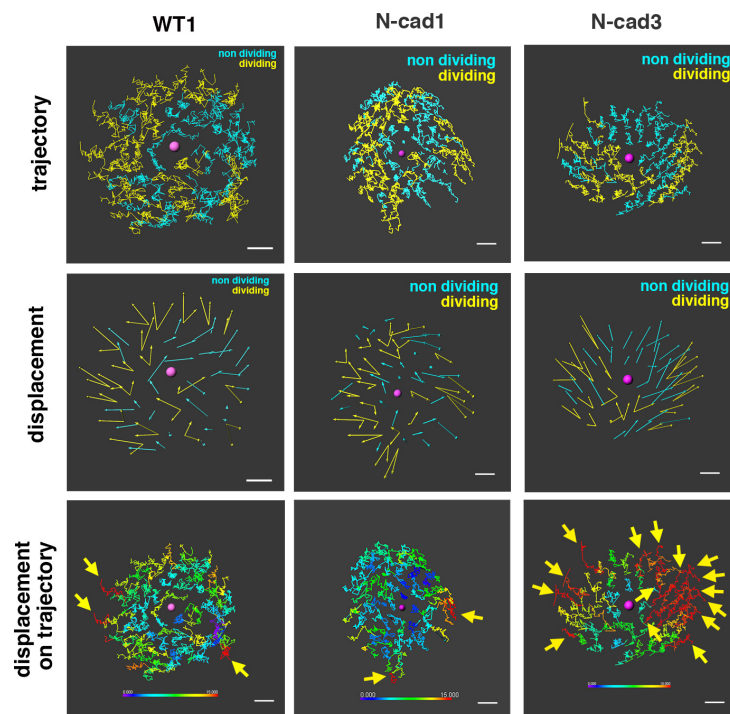 WT1
N-cad1
N-cad3
trajectory
non dividing
dividing
non dividing
dividing
non dividing
dividing
displacement
non dividing
dividing
non dividing
dividing
non dividing
dividing
displacement
on trajectory
0.000
15.000
0.000
15.000